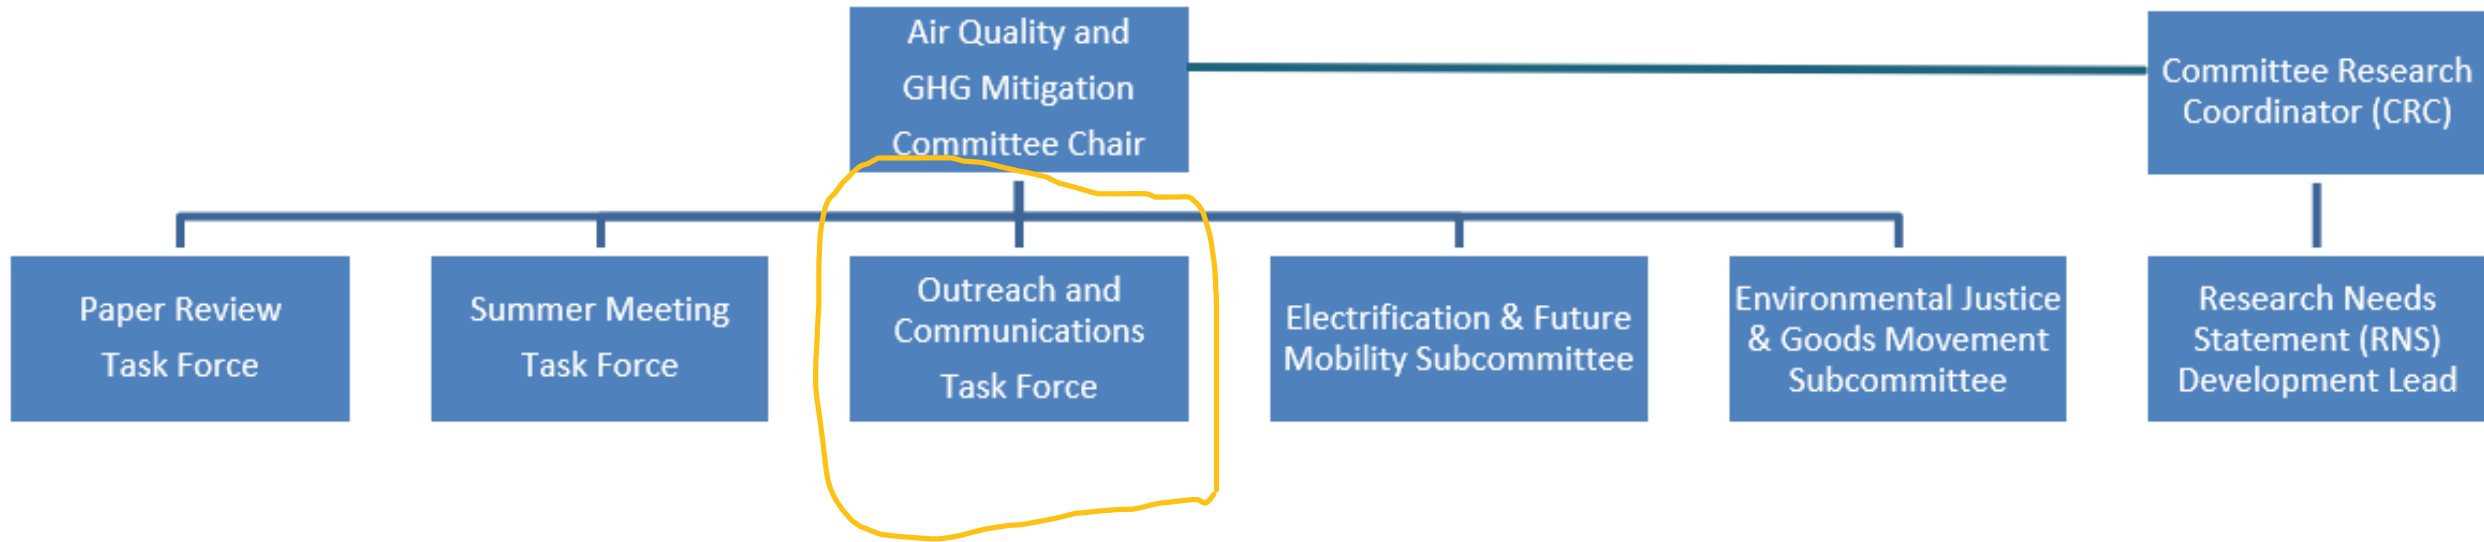 Air Quality and
GHG Mitigation
Committee Chair
Committee Research
Coordinator (CRC)
Paper Review
Task Force
Summer Meeting
Task Force
Outreach and
Communications
Task Force
Electrification & Future
Mobility Subcommittee
Environmental Justice
& Goods Movement
Subcommittee
Research Needs
Statement (RNS)
Development Lead